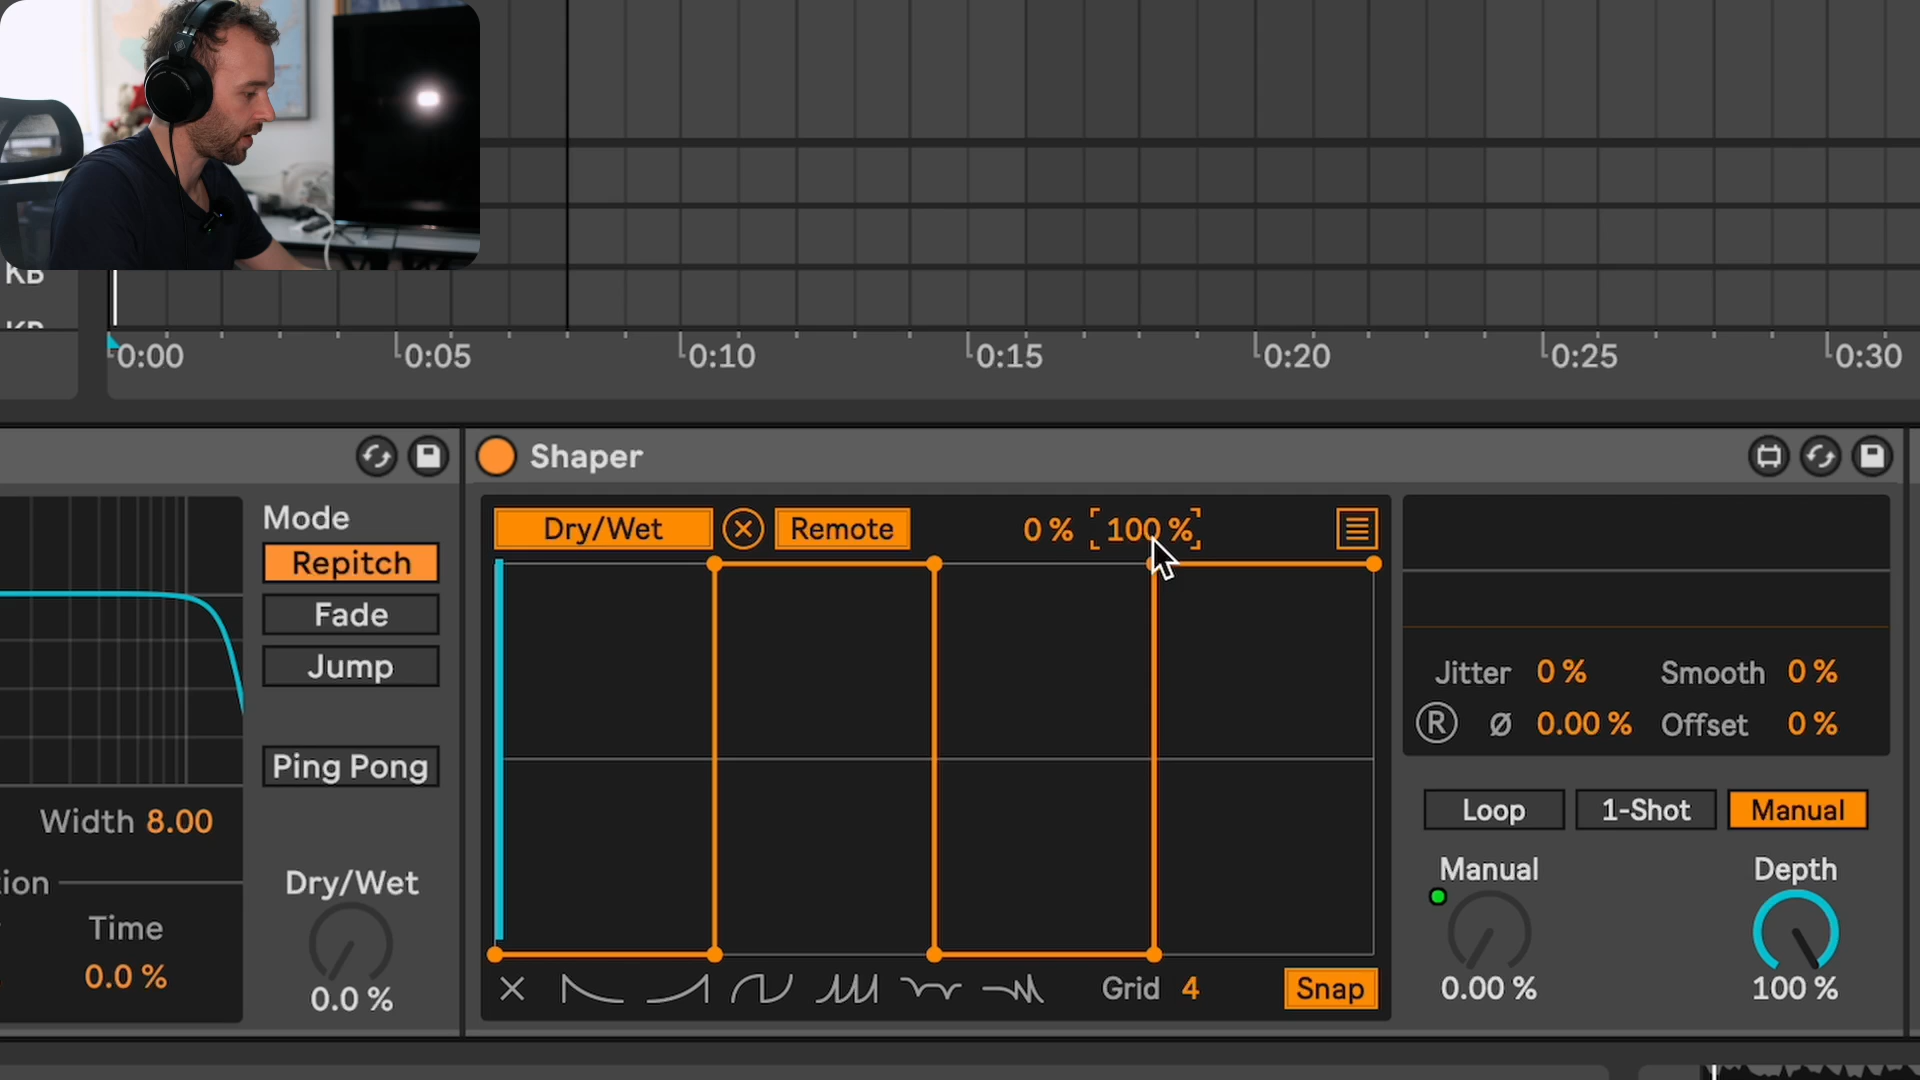 KB
0:00 0:05 0:10 0:15 0:20 0:25 0:30
Shaper
Mode
Repitch
Fade
Jump
Ping Pong
Width 8.00
Dry/Wet
0.0 %
Time
0.0 %
Dry/Wet Remote 0 % 100 %
Grid 4 Snap
Jitter 0 % Smooth 0 %
R Ø 0.00 % Offset 0 %
Loop 1-Shot Manual
Manual Depth
0.00 % 100 %